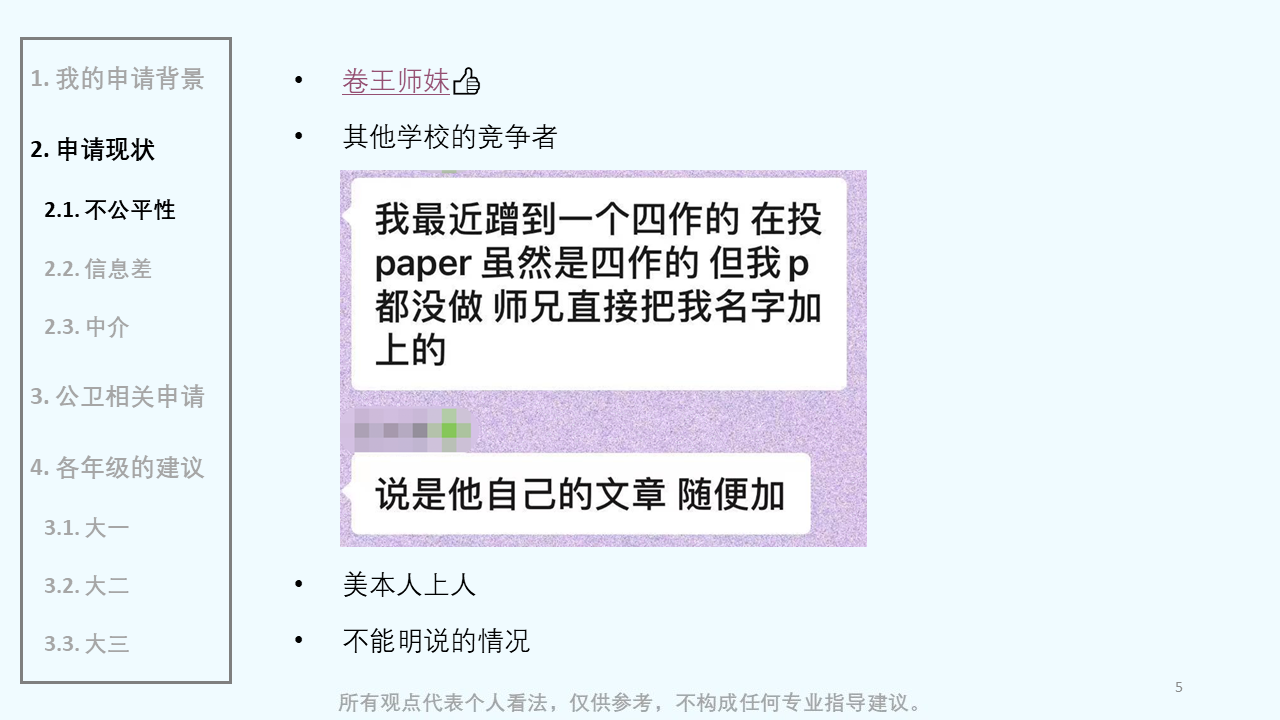 1. 我的申请背景
2. 申请现状
2.1. 不公平性
2.2. 信息差
2.3. 中介
3. 公卫相关申请
4. 各年级的建议
3.1. 大一
3.2. 大二
3.3. 大三
• 卷王师妹
• 其他学校的竞争者
我最近蹭到一个四作的 在投
paper 虽然是四作的 但我 p
都没做 师兄直接把我名字加
上的
说是他自己的文章 随便加
• 美本人上人
• 不能明说的情况
所有观点代表个人看法，仅供参考，不构成任何专业指导建议。
5